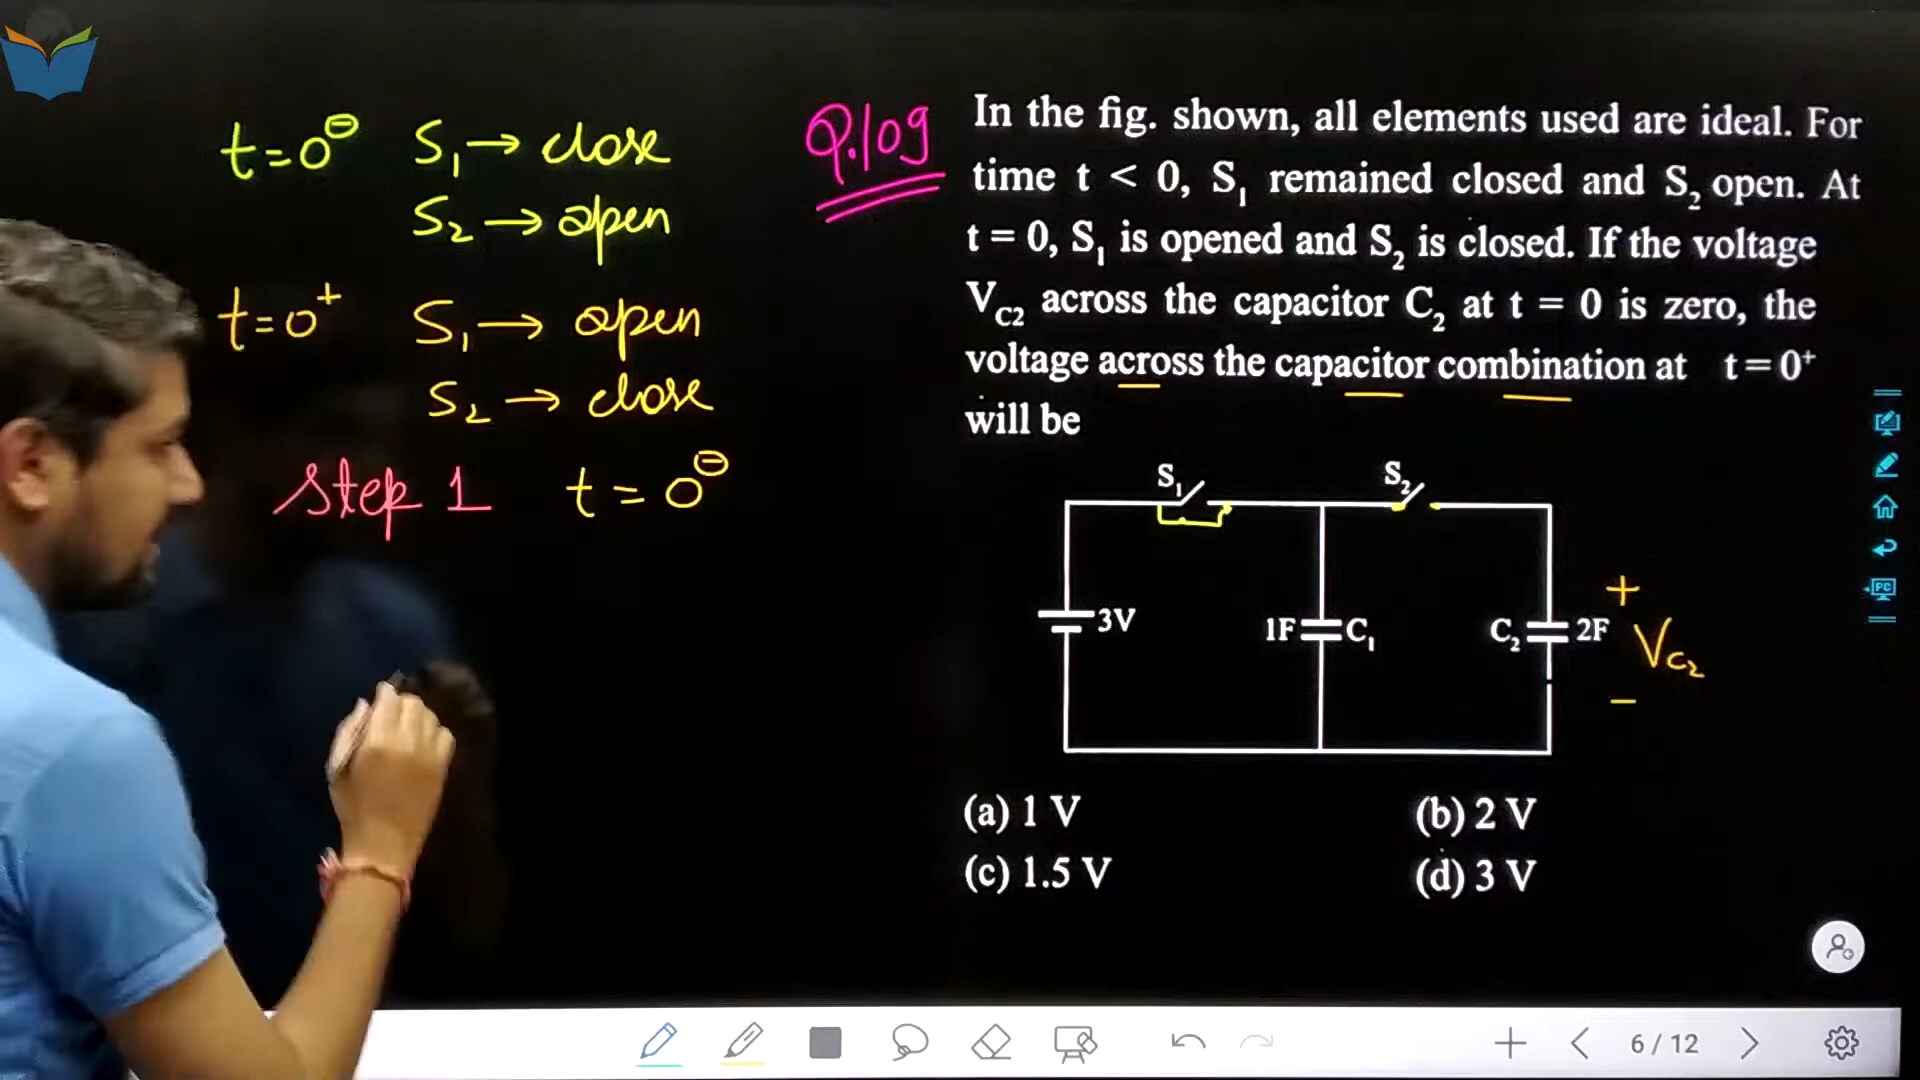 t=0⊖ S₁→ close
S₂→ open
t=0⁺ S₁→ open
S₂→ close
Step 1 t=0⊖
Q.109
In the fig. shown, all elements used are ideal. For
time t < 0, S₁ remained closed and S₂ open. At
t = 0, S₁ is opened and S₂ is closed. If the voltage
V_C2 across the capacitor C₂ at t = 0 is zero, the
voltage across the capacitor combination at t = 0⁺
will be
S₁ S₂
3V 1F C₁ C₂ 2F
+
V_C₂
–
(a) 1 V (b) 2 V
(c) 1.5 V (d) 3 V
PC
6 / 12